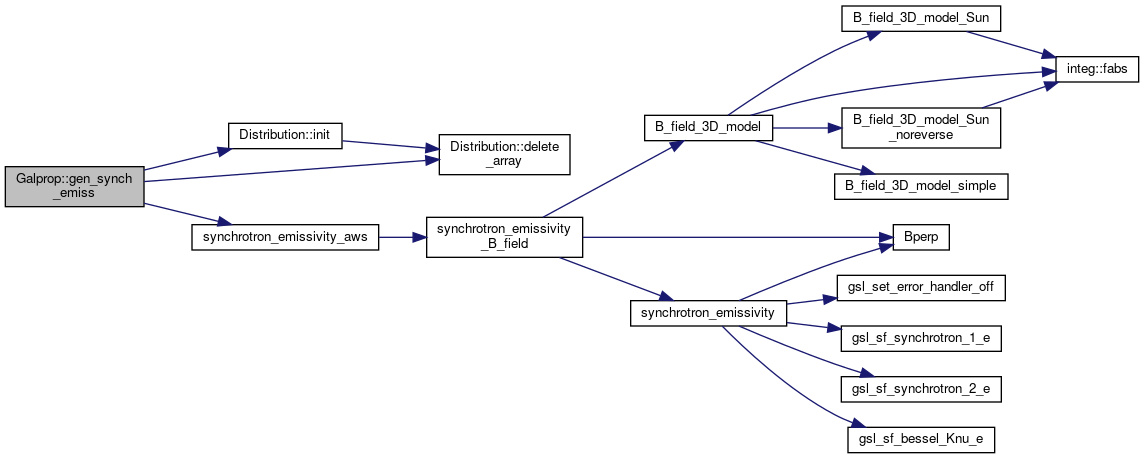 Galprop::gen_synch
_emiss
Distribution::init
synchrotron_emissivity_aws
Distribution::delete
_array
synchrotron_emissivity
_B_field
B_field_3D_model
synchrotron_emissivity
B_field_3D_model_Sun
B_field_3D_model_Sun
_noreverse
B_field_3D_model_simple
Bperp
gsl_set_error_handler_off
gsl_sf_synchrotron_1_e
gsl_sf_synchrotron_2_e
gsl_sf_bessel_Knu_e
integ::fabs